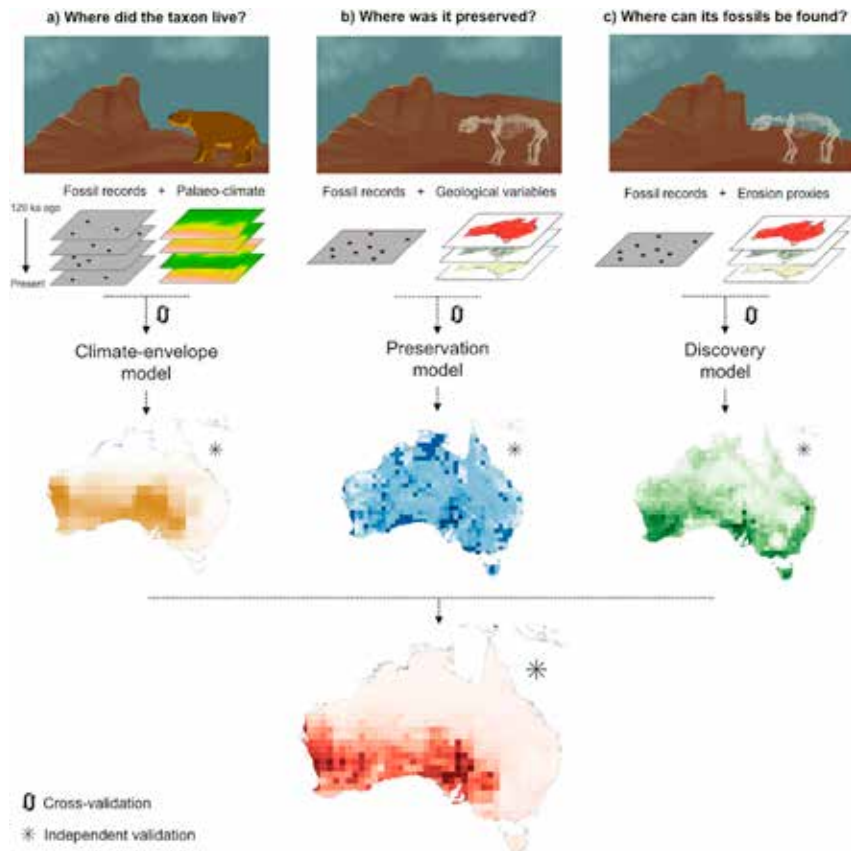 a) Where did the taxon live?
b) Where was it preserved?
c) Where can its fossils be found?
Fossil records + Palaeo-climate
Fossil records + Geological variables
Fossil records + Erosion proxies
120 ka ago
Present
Climate-envelope
model
Preservation
model
Discovery
model
Cross-validation
Independent validation